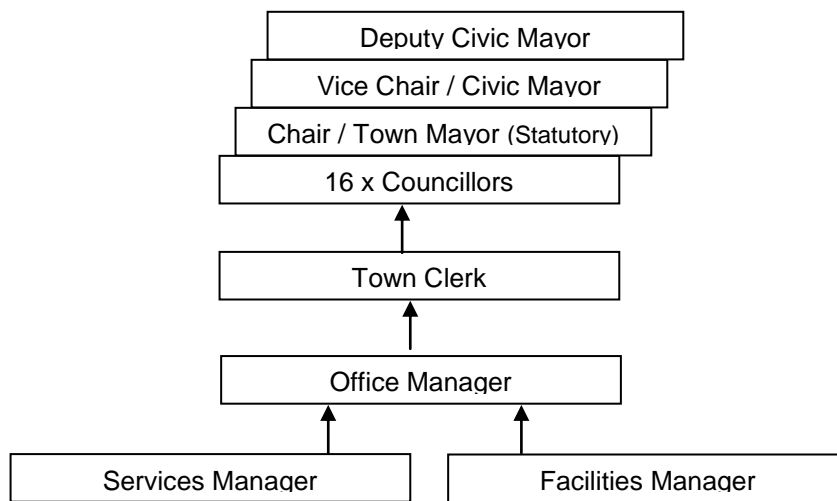 Deputy Civic Mayor
Vice Chair / Civic Mayor
Chair / Town Mayor (Statutory)
16 x Councillors
Town Clerk
Office Manager
Services Manager
Facilities Manager